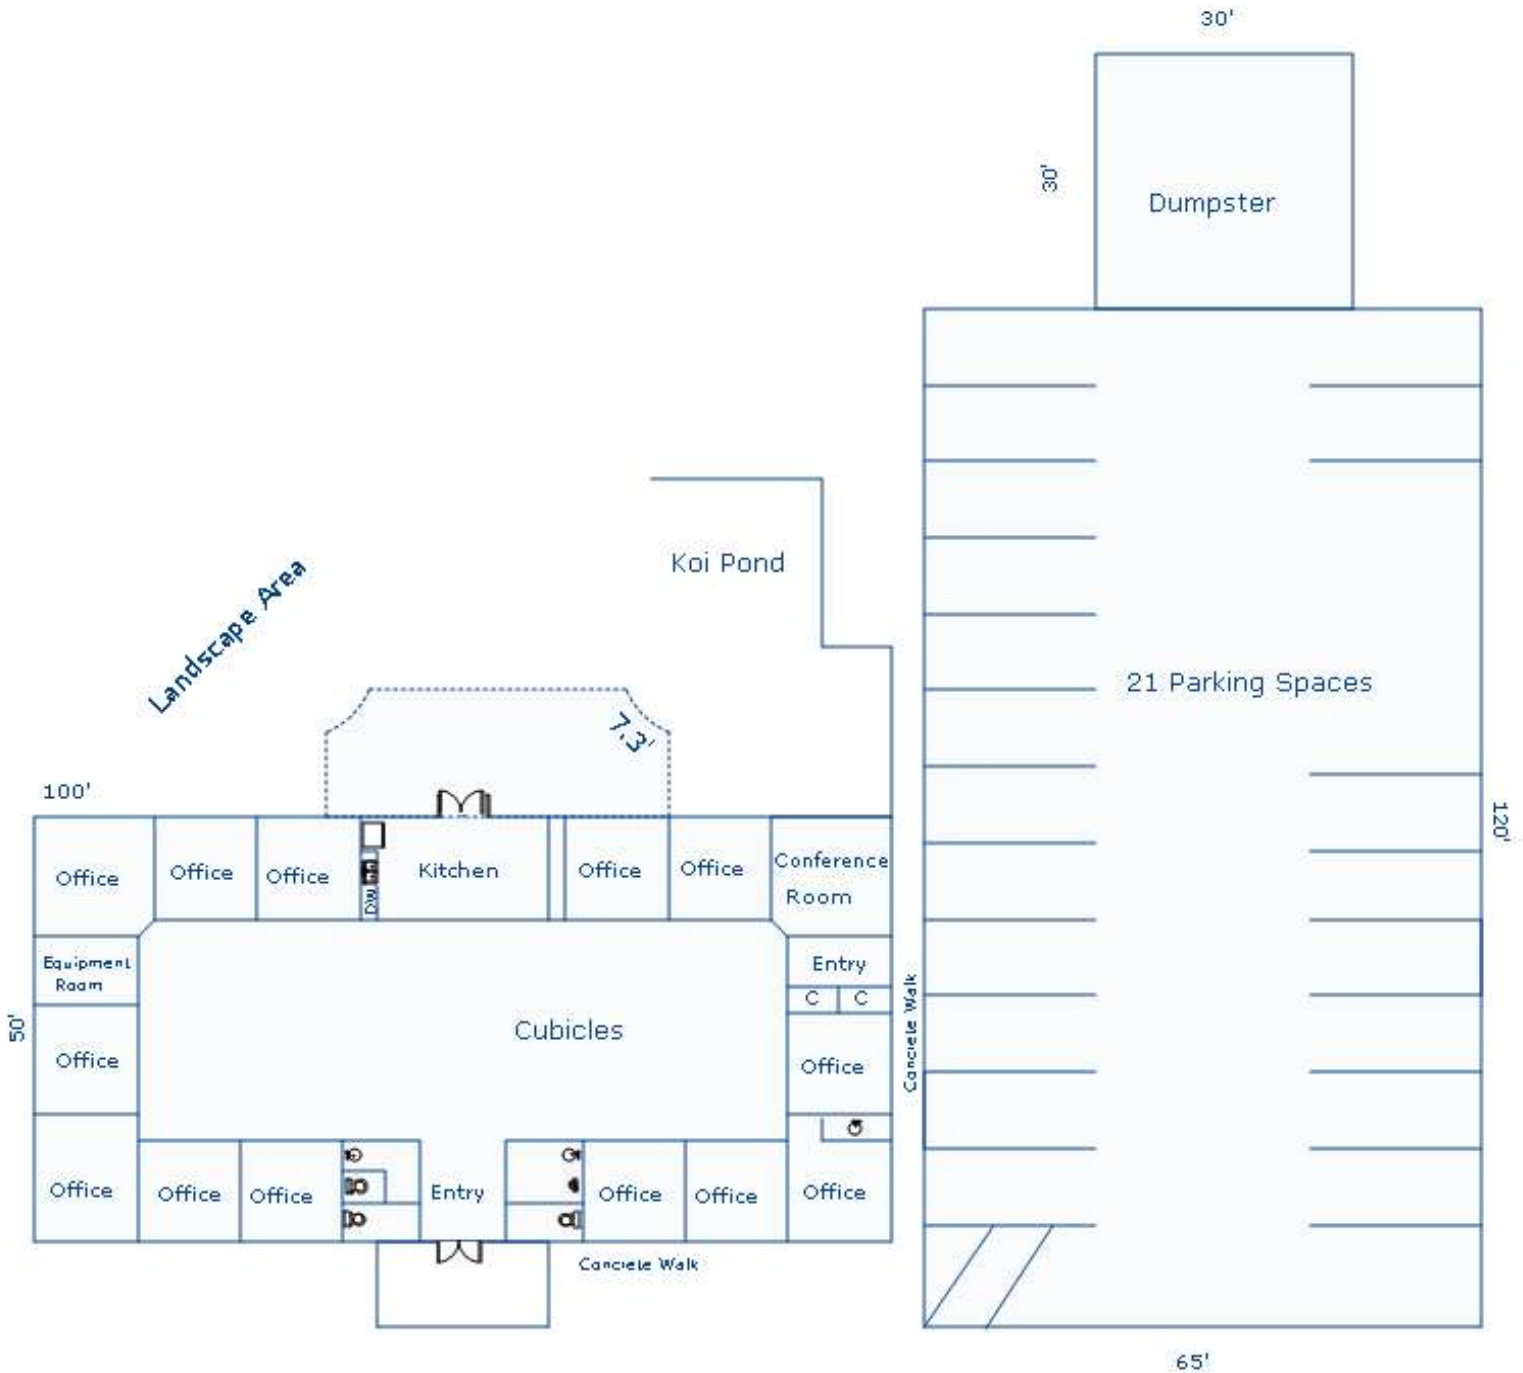 30'
30'
Dumpster
Koi Pond
Landscape Area
21 Parking Spaces
7.3'
100'
120'
Office
Office
Office
DW
Kitchen
Office
Office
Conference
Room
Equipment
Room
Entry
C
C
50'
Cubicles
Concrete Walk
Office
Office
Office
Office
Office
Entry
Office
Office
Office
Concrete Walk
65'